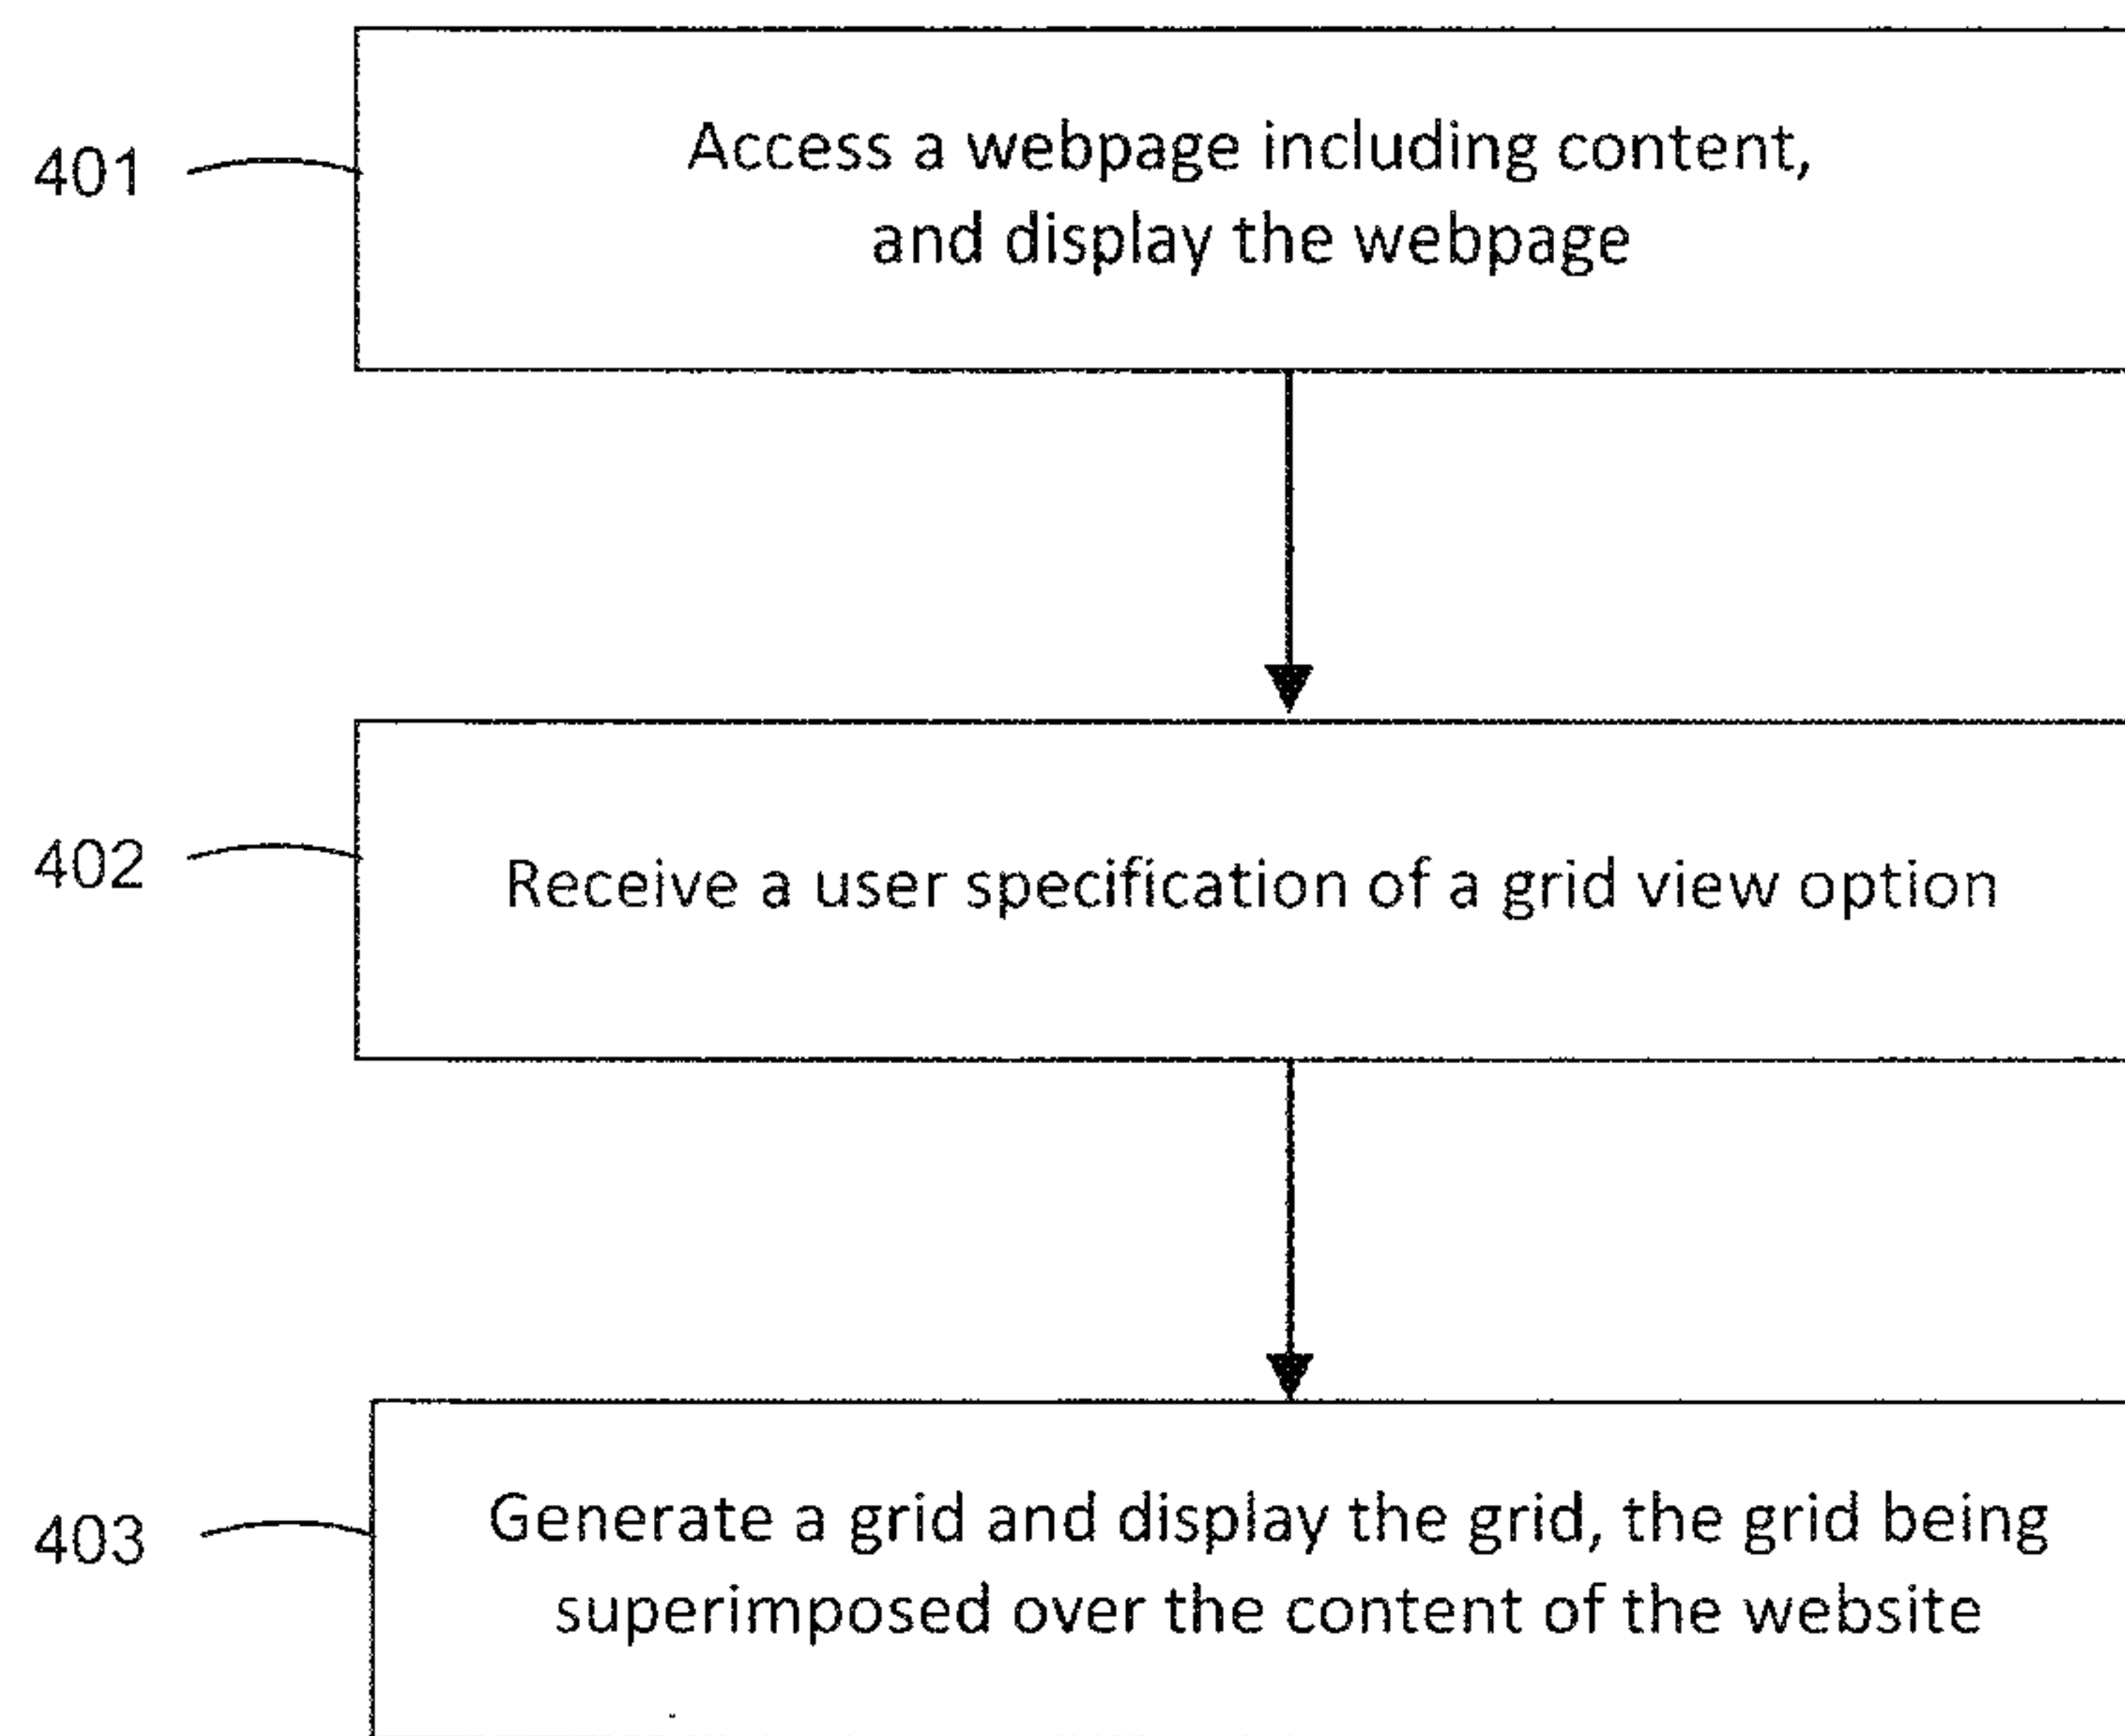 401
Access a webpage including content,
and display the webpage
402
Receive a user specification of a grid view option
403
Generate a grid and display the grid, the grid being
superimposed over the content of the website